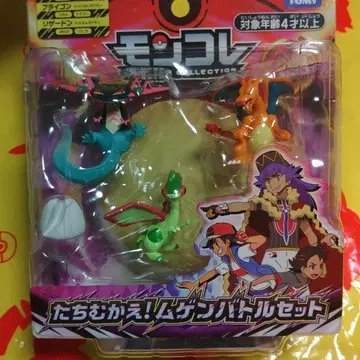 フライゴン
リザードン
TOMY
対象年齢4才以上
モンコレ
COLLECTION
たちむかえ!ムゲンバトルセット